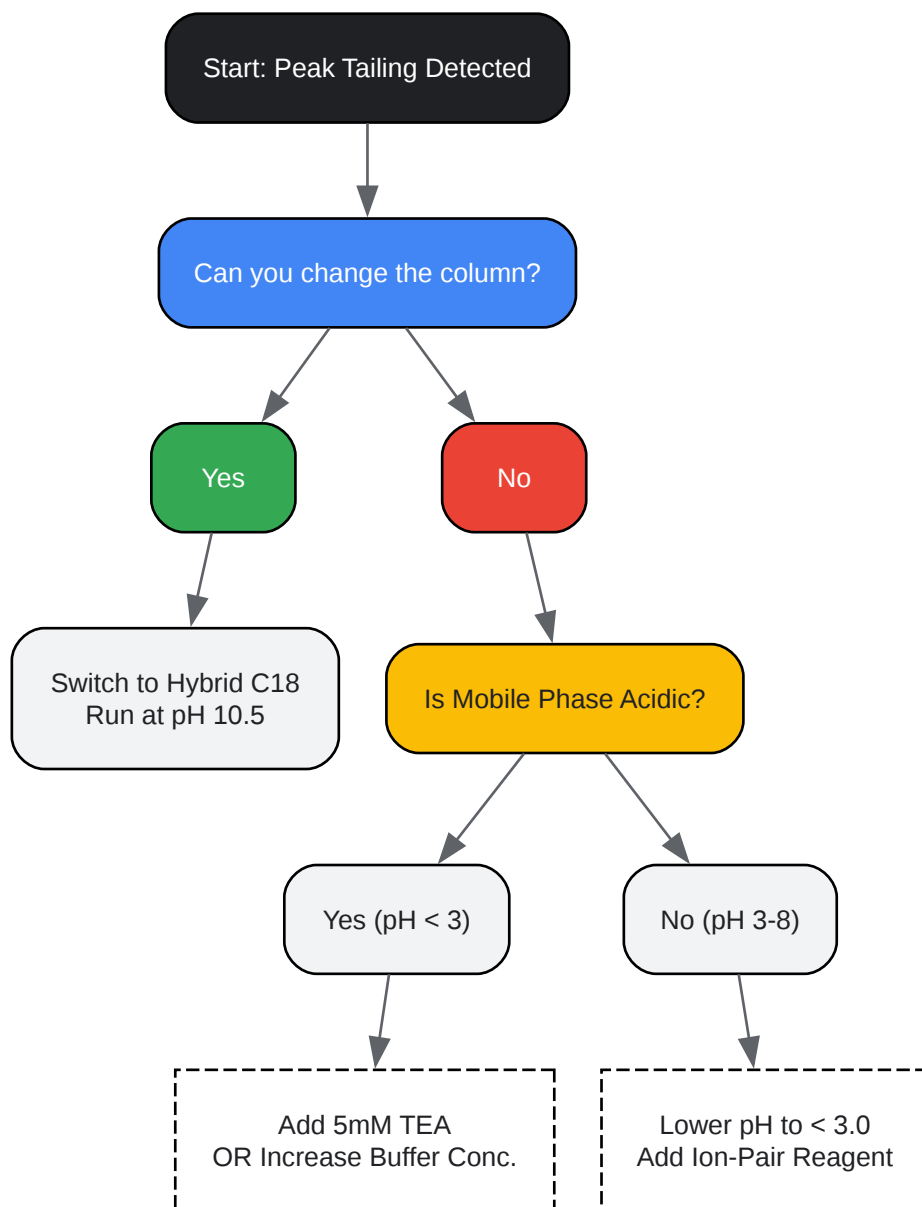 Start: Peak Tailing Detected
Can you change the column?
Yes
No
Switch to Hybrid C18
Run at pH 10.5
Is Mobile Phase Acidic?
Yes (pH < 3)
No (pH 3-8)
Add 5mM TEA
OR Increase Buffer Conc.
Lower pH to < 3.0
Add Ion-Pair Reagent